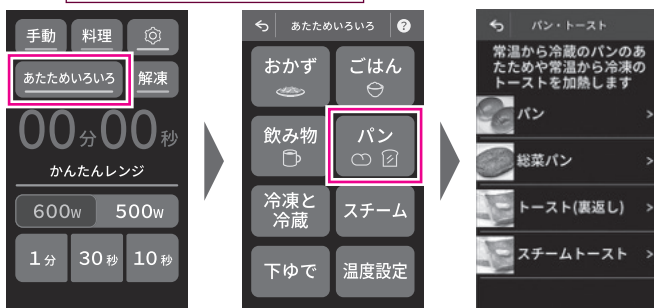 手動
料理
あたためいろいろ
解凍
00分00秒
かんたんレンジ
600W
500W
1分
30秒
10秒
あたためいろいろ
?
おかず
ごはん
飲み物
パン
冷凍と
冷蔵
スチーム
下ゆで
温度設定
パン・トースト
常温から冷蔵のパンのあ
たためや常温から冷凍の
トーストを加熱します
パン
総菜パン
トースト(裏返し)
スチームトースト